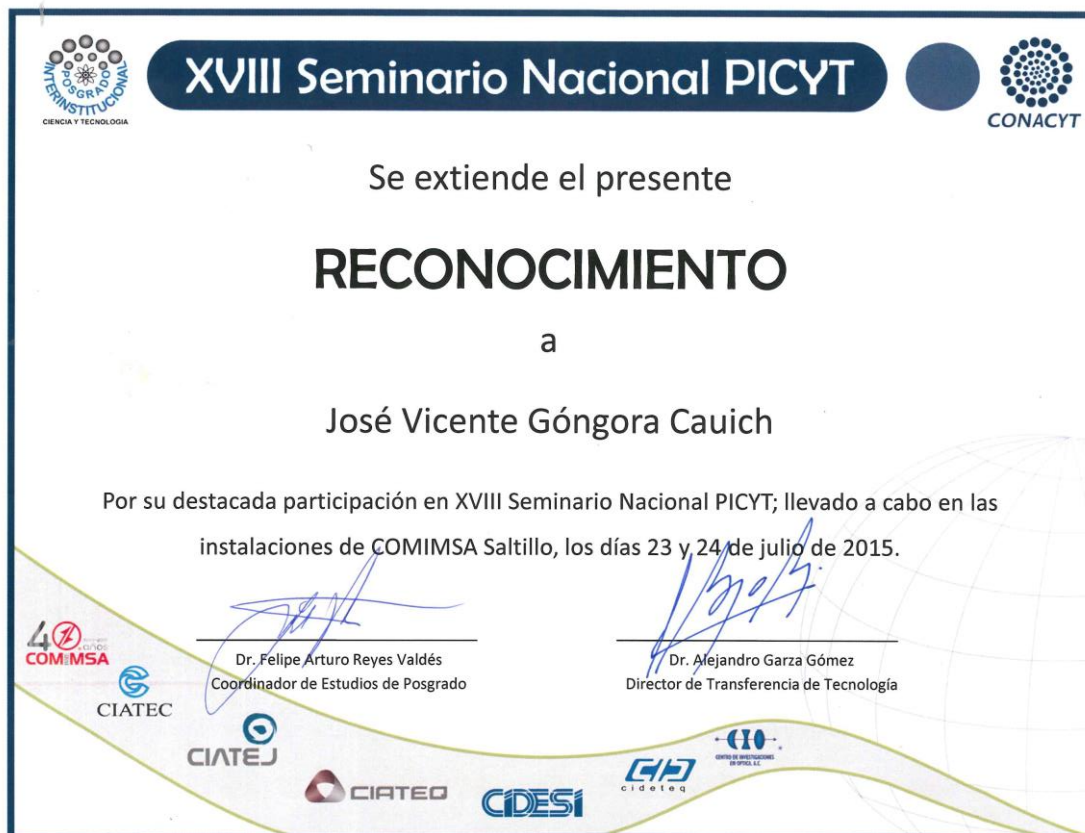 XVIII Seminario Nacional PICYT
POSGRADO
INTERINSTITUCIONAL
CIENCIA Y TECNOLOGIA
CONACYT
Se extiende el presente
RECONOCIMIENTO
a
José Vicente Góngora Cauich
Por su destacada participación en XVIII Seminario Nacional PICYT; llevado a cabo en las
instalaciones de COMIMSA Saltillo, los días 23 y 24 de julio de 2015.
Dr. Felipe Arturo Reyes Valdés
Coordinador de Estudios de Posgrado
Dr. Alejandro Garza Gómez
Director de Transferencia de Tecnología
40 años
COMIMSA
CIATEC
CIATEJ
CIATEQ
CIDESI
cideteq
CIO
CENTRO DE INVESTIGACIONES
EN OPTICA, A.C.